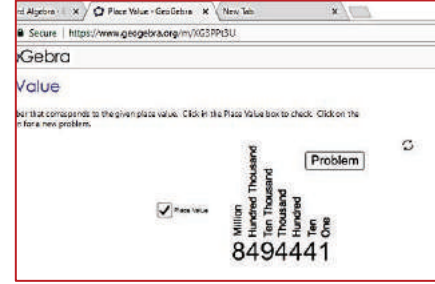 rd Algebra - G x Place Value - GeoGebra x New Tab x
Secure | https://www.geogebra.org/m/XG3PPt3U
Gebra
Value
ber that corresponds to the given place value. Click in the Place Value box to check. Click on the
n for a new problem.
Problem
Place Value
Million
Hundred Thousand
Ten Thousand
Thousand
Hundred
Ten
One
8494441